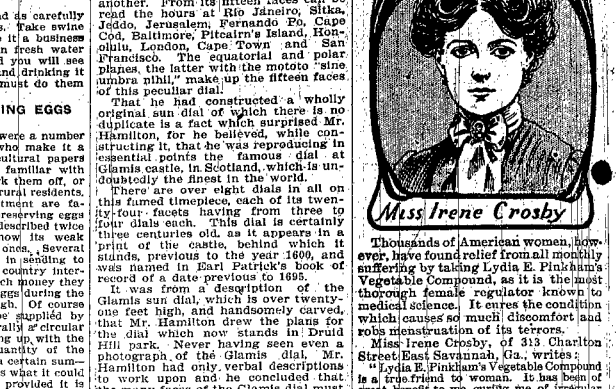 nd as carefully
s. Take swine
it a business
n fresh water
d you will see
nd drinking it
must do them
ING EGGS
were a number
who make it a
cultural papers
familiar with
k them off, or
rural residents,
tment are fa-
reserving eggs
described twice
how its weak
once. Several
in sending to
country inter-
ch money they
ggs during the
gh. Of course
be supplied by
rally a circular
ng up with the
quantity of the
a certain sum-
s what it could
provided it is
another. From its fifteen faces can be
read the hours at Rio Janeiro, Sitka,
Jeddo, Jerusalem, Fernando Po, Cape
Cod, Baltimore, Pitcairn's Island, Hon-
olulu, London, Cape Town and San
Francisco. The equatorial and polar
planes, the latter with the motto "sine
umbra nihil," make up the fifteen faces
of this peculiar dial.
That he had constructed a wholly
original sun dial of which there is no
duplicate is a fact which surprised Mr.
Hamilton, for he believed, while con-
structing it, that he was reproducing in
essential points the famous dial at
Glamis castle, in Scotland, which is un-
doubtedly the finest in the world.
There are over eight dials in all on
this famed timepiece, each of its twen-
ty-four facets having from three to
four dials each. This dial is certainly
three centuries old, as it appears in a
print of the castle, behind which it
stands, previous to the year 1600, and
was named in Earl Patrick's book of
record of a date previous to 1695.
It was from a description of the
Glamis sun dial, which is over twenty-
one feet high, and handsomely carved,
that Mr. Hamilton drew the plans for
the dial which now stands in Druid
Hill park. Never having seen even a
photograph of the Glamis dial, Mr.
Hamilton had only verbal descriptions
to work upon and he concluded that
Miss Irene Crosby
Thousands of American women, how-
ever, have found relief from all monthly
suffering by taking Lydia E. Pinkham's
Vegetable Compound, as it is the most
thorough female regulator known to
medical science. It cures the condition
which causes so much discomfort and
robs menstruation of its terrors.
Miss Irene Crosby, of 313 Charlton
Street East Savannah, Ga., writes:
"Lydia E. Pinkham's Vegetable Compound
is a true friend to woman. It has been of